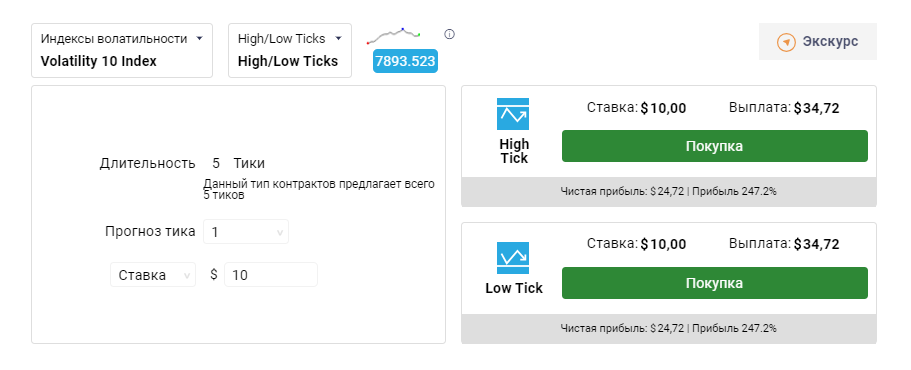 Индексы волатильности
Volatility 10 Index
High/Low Ticks
High/Low Ticks
7893.523
Экскурс
Длительность 5 Тики
Данный тип контрактов предлагает всего
5 тиков
Прогноз тика 1
Ставка $ 10
High
Tick
Ставка: $10,00 Выплата: $34,72
Покупка
Чистая прибыль: $24,72 | Прибыль 247.2%
Low Tick
Ставка: $10,00 Выплата: $34,72
Покупка
Чистая прибыль: $24,72 | Прибыль 247.2%